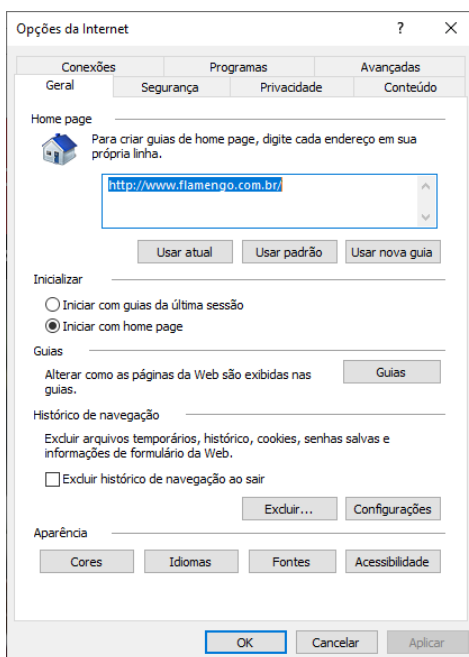 Opções da Internet
?
Conexões Programas Avançadas
Geral Segurança Privacidade Conteúdo
Home page
Para criar guias de home page, digite cada endereço em sua
própria linha.
http://www.flamengo.com.br/
Usar atual Usar padrão Usar nova guia
Inicializar
Iniciar com guias da última sessão
Iniciar com home page
Guias
Alterar como as páginas da Web são exibidas nas
guias.
Guias
Histórico de navegação
Excluir arquivos temporários, histórico, cookies, senhas salvas e
informações de formulário da Web.
Excluir histórico de navegação ao sair
Excluir... Configurações
Aparência
Cores Idiomas Fontes Acessibilidade
OK Cancelar Aplicar